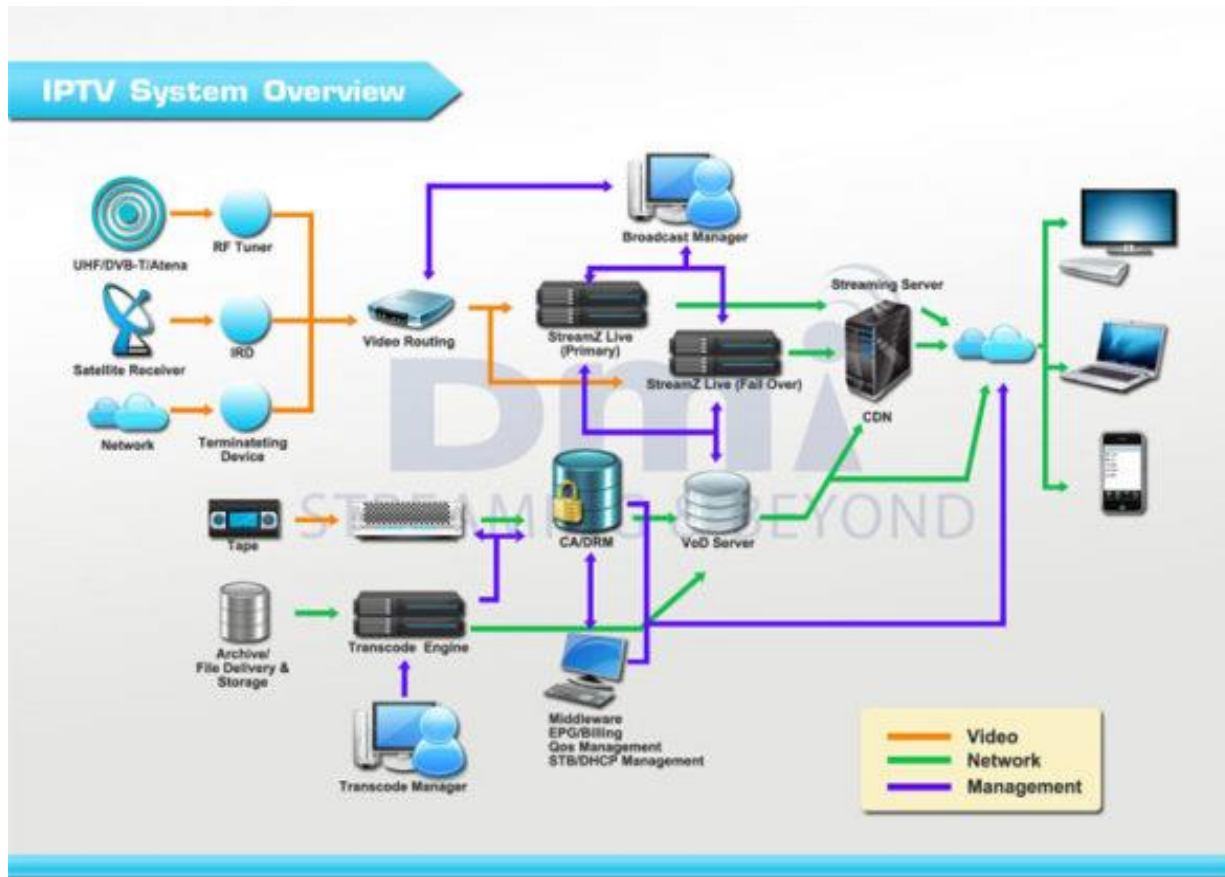 IPTV System Overview
Broadcast Manager
UHF/DVB-T/Atena
RF Tuner
Satellite Receiver
IRD
Network
Terminateting
Device
Video Routing
StreamZ Live
(Primary)
StreamZ Live (Fail Over)
Streaming Server
CDN
Dmi
STREAMING & BEYOND
Tape
CA/DRM
VoD Server
Archive/
File Delivery &
Storage
Transcode Engine
Transcode Manager
Middleware
EPG/Billing
Qos Management
STB/DHCP Management
Video
Network
Management